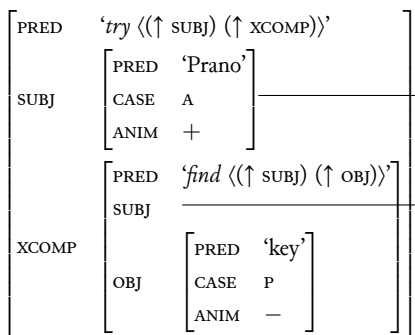 PRED ‘try ⟨(↑ SUBJ) (↑ XCOMP)⟩’
PRED ‘Prano’
SUBJ CASE A
ANIM +
PRED ‘find ⟨(↑ SUBJ) (↑ OBJ)⟩’
SUBJ
XCOMP PRED ‘key’
OBJ CASE P
ANIM −